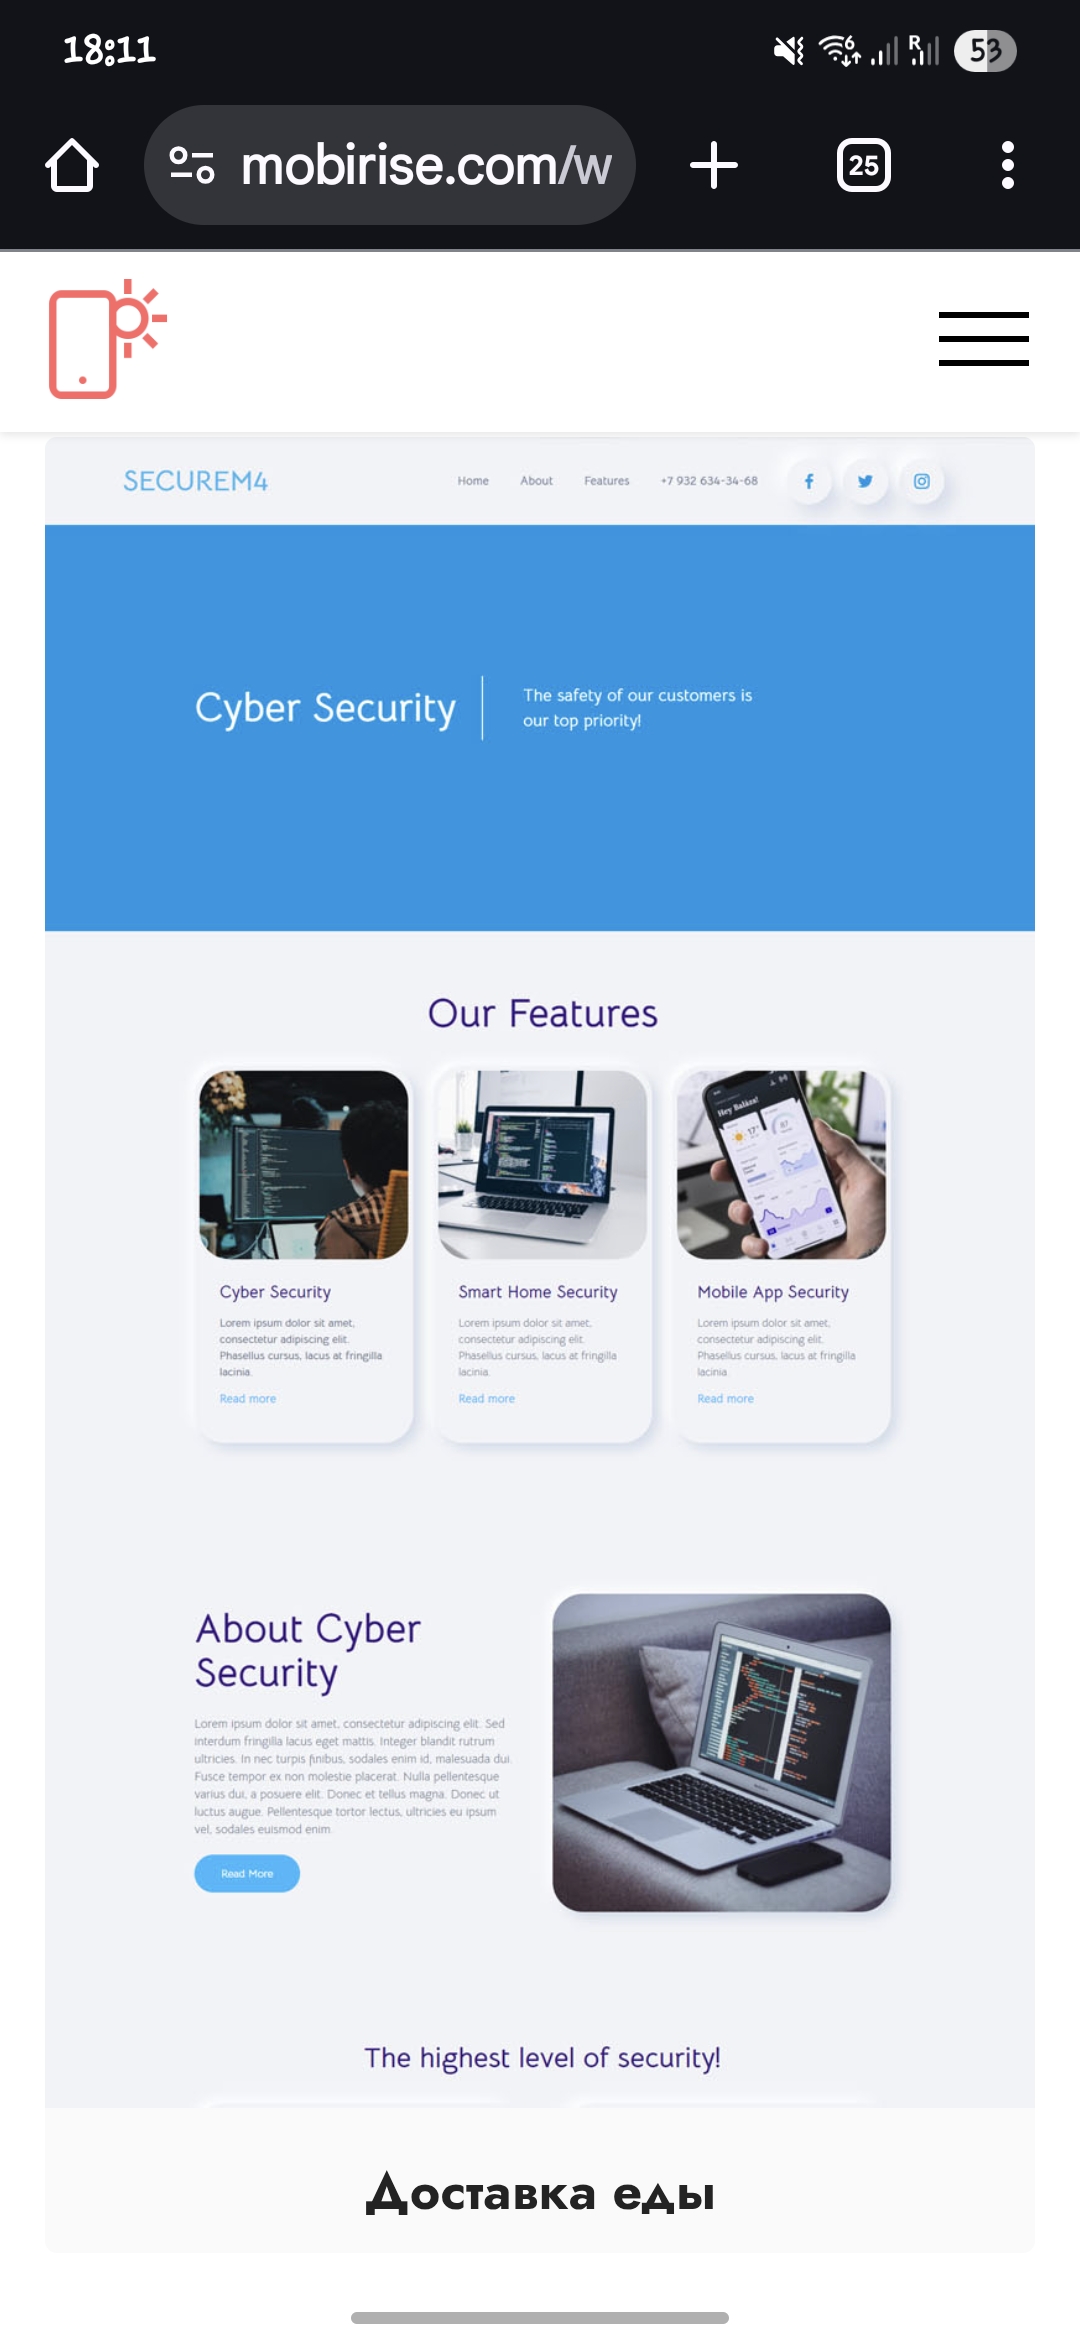 18:11
6
R
53
mobirise.com/w
25
SECUREM4
Home
About
Features
+7 932 634-34-68
Cyber Security
The safety of our customers is
our top priority!
Our Features
Hey Balázs!
17°
Cyber Security
Lorem ipsum dolor sit amet,
consectetur adipiscing elit.
Phasellus cursus, lacus at fringilla
lacinia.
Read more
Smart Home Security
Lorem ipsum dolor sit amet,
consectetur adipiscing elit.
Phasellus cursus, lacus at fringilla
lacinia.
Read more
Mobile App Security
Lorem ipsum dolor sit amet,
consectetur adipiscing elit.
Phasellus cursus, lacus at fringilla
lacinia.
Read more
About Cyber
Security
Lorem ipsum dolor sit amet, consectetur adipiscing elit. Sed
interdum fringilla lacus eget mattis. Integer blandit rutrum
ultricies. In nec turpis finibus, sodales enim id, malesuada dui.
Fusce tempor ex non molestie placerat. Nulla pellentesque
varius dui, a posuere elit. Donec et tellus magna. Donec ut
luctus augue. Pellentesque tortor lectus, ultricies eu ipsum
vel, sodales euismod enim.
Read More
The highest level of security!
Доставка еды